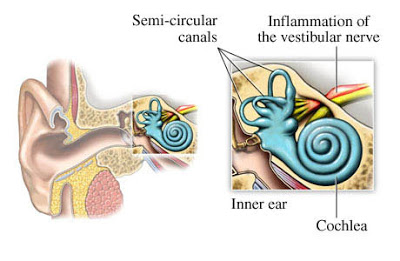 Semi-circular
canals
Inflammation of
the vestibular nerve
Inner ear
Cochlea